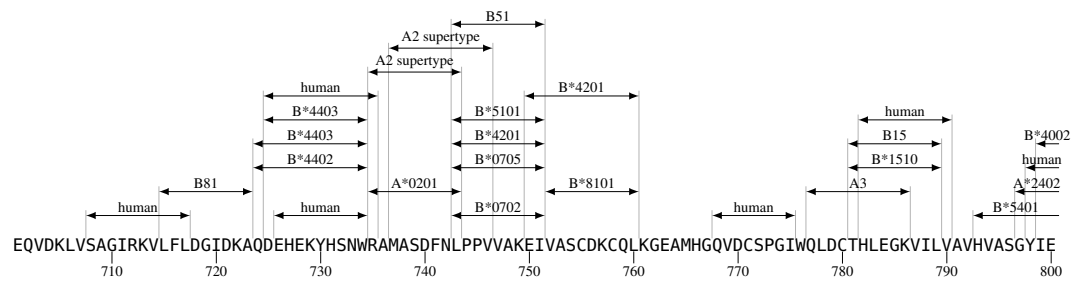 B51
A2 supertype
A2 supertype
human B*4201
B*4403 B*5101 human
B*4403 B*4201 B15 B*4002
B*4402 B*0705 B*1510 human
B81 A*0201 B*8101 A3 A*2402
human human B*0702 human B*5401
EQVDKLVSAGIRKVLFLDGIDKAQDEHEKYHSNWRAMASDFNLPPVVAKEIVASCDKCQLKGEAMHGQVDCSPGIWQLDCTHLEGKVILVAVHVASGYIE
710 720 730 740 750 760 770 780 790 800